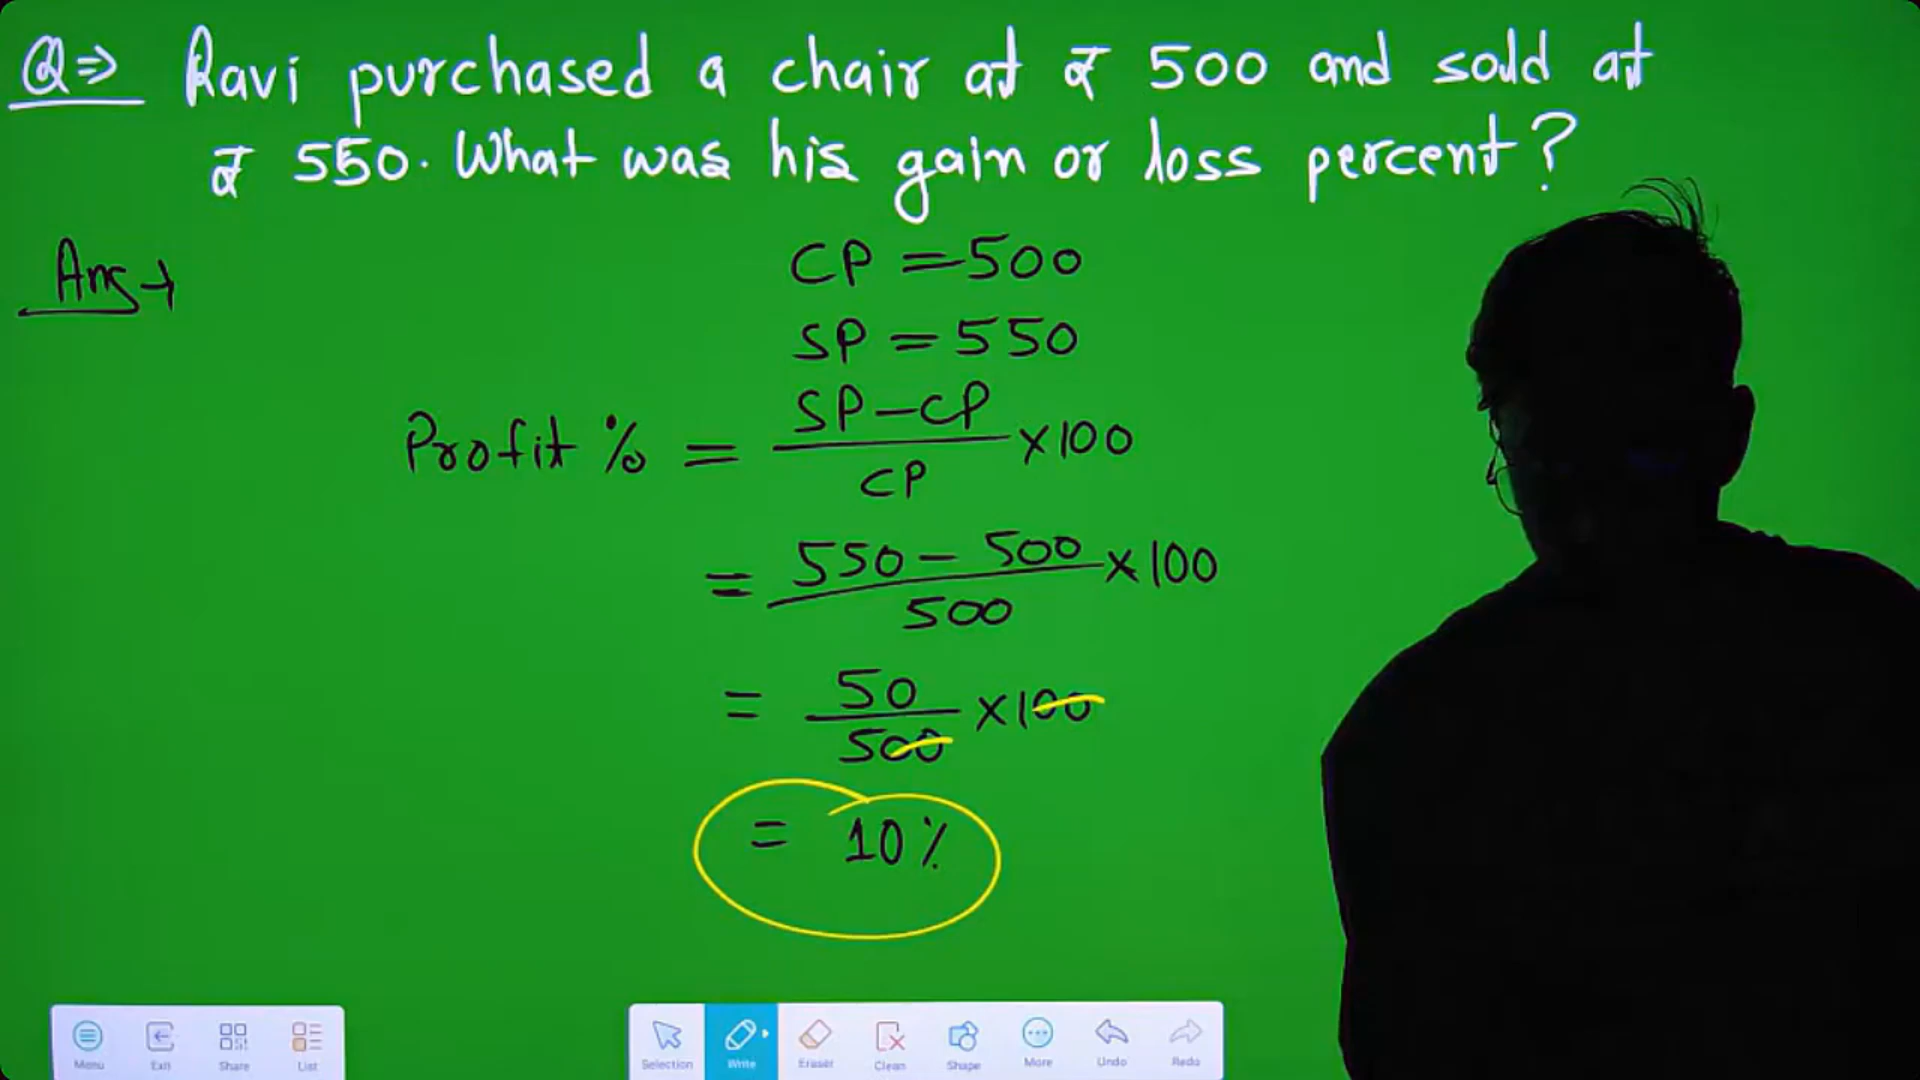 Q⇒ Ravi purchased a chair at ₹ 500 and sold at
₹ 550. What was his gain or loss percent?
Ans→
CP = 500
SP = 550
Profit % = SP-CP/CP ×100
= 550-500/500 ×100
= 50/500 ×100
= 10%
Menu Exit Share List Selection Write Eraser Clean Shape More Undo Redo